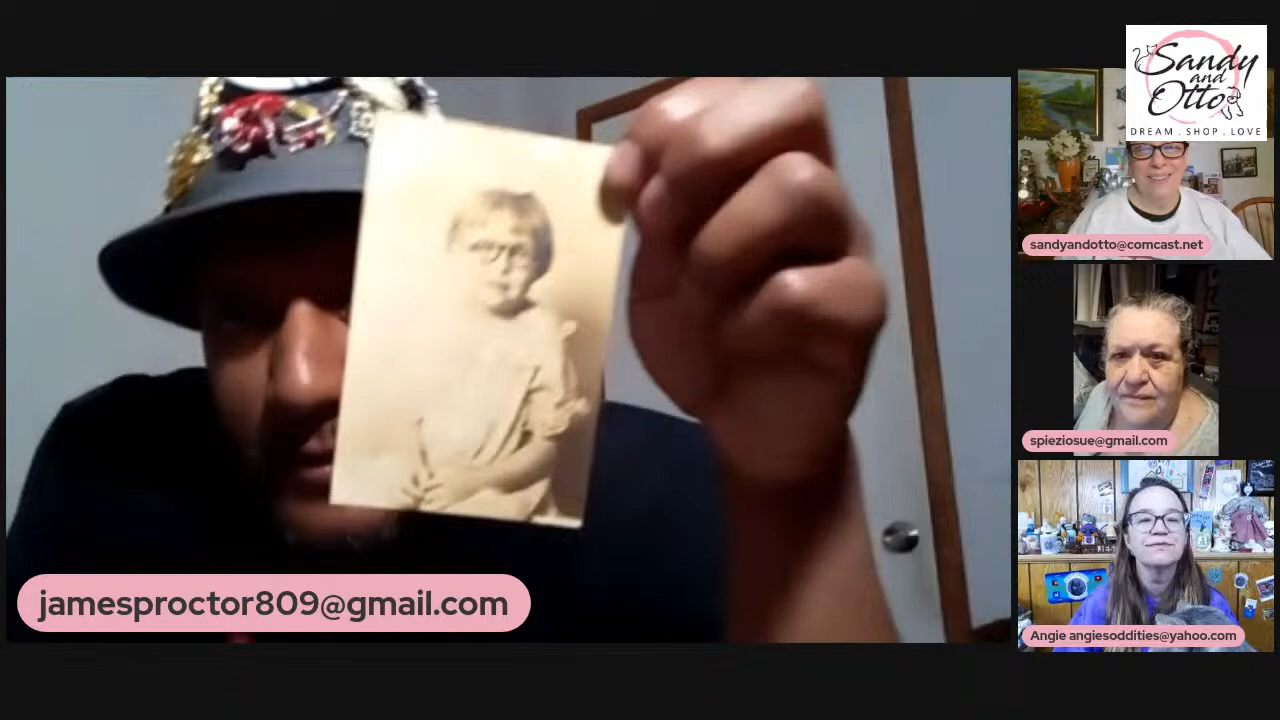 Sandy
and
Otto
DREAM . SHOP . LOVE
sandyandotto@comcast.net
spieziosue@gmail.com
jamesproctor809@gmail.com
Angie angiesoddities@yahoo.com